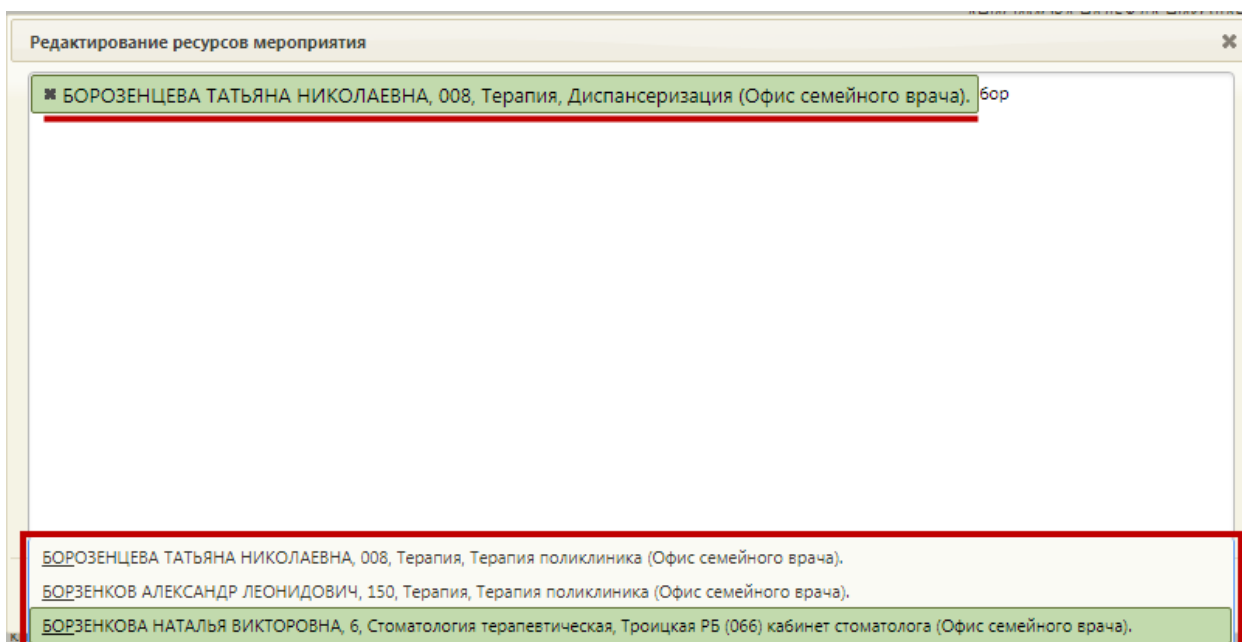 Редактирование ресурсов мероприятия
БОРОЗЕНЦЕВА ТАТЬЯНА НИКОЛАЕВНА, 008, Терапия, Диспансеризация (Офис семейного врача). бор
БОРОЗЕНЦЕВА ТАТЬЯНА НИКОЛАЕВНА, 008, Терапия, Терапия поликлиника (Офис семейного врача).
БОРЗЕНКОВ АЛЕКСАНДР ЛЕОНИДОВИЧ, 150, Терапия, Терапия поликлиника (Офис семейного врача).
БОРЗЕНКОВА НАТАЛЬЯ ВИКТОРОВНА, 6, Стоматология терапевтическая, Троицкая РБ (066) кабинет стоматолога (Офис семейного врача).